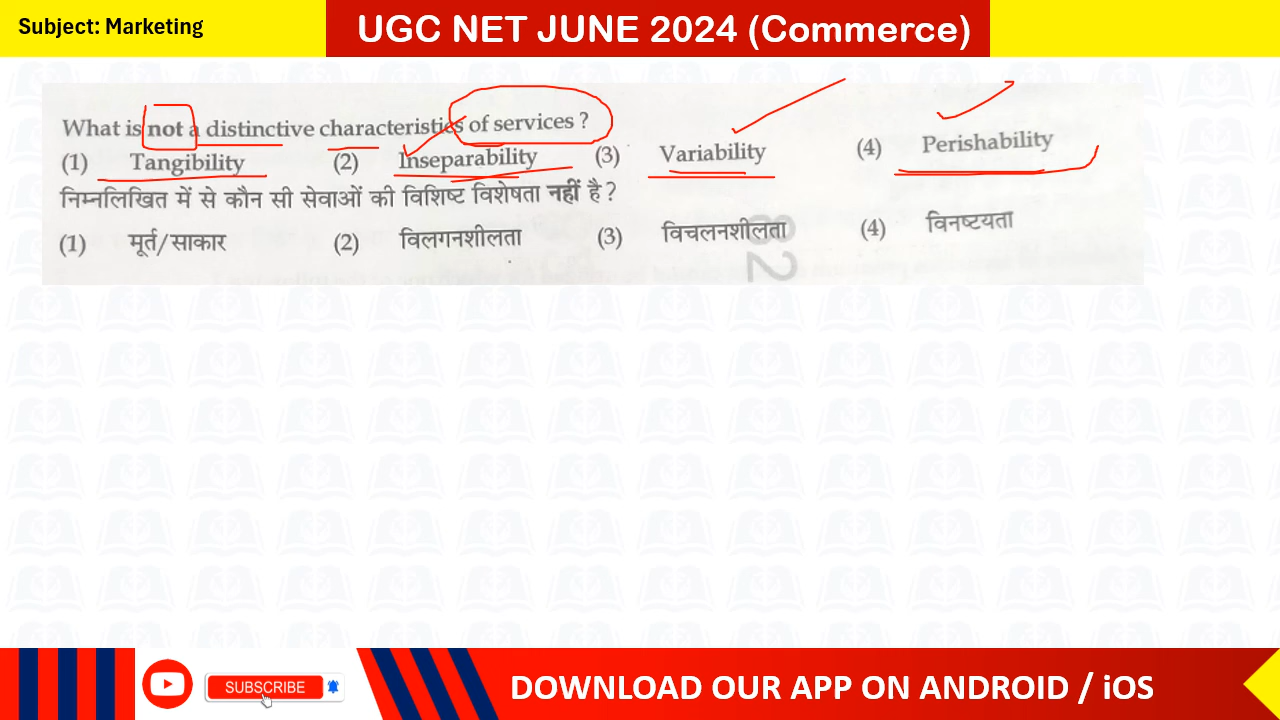 Subject: Marketing
UGC NET JUNE 2024 (Commerce)
What is not a distinctive characteristics of services ?
(1) Tangibility (2) Inseparability (3) Variability (4) Perishability
निम्नलिखित में से कौन सी सेवाओं की विशिष्ट विशेषता नहीं है ?
(1) मूर्त/साकार (2) विलगनशीलता (3) विचलनशीलता (4) विनष्टयता
SUBSCRIBE
DOWNLOAD OUR APP ON ANDROID / iOS